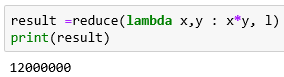 result =reduce(lambda x,y : x*y, l)
print(result)
12000000